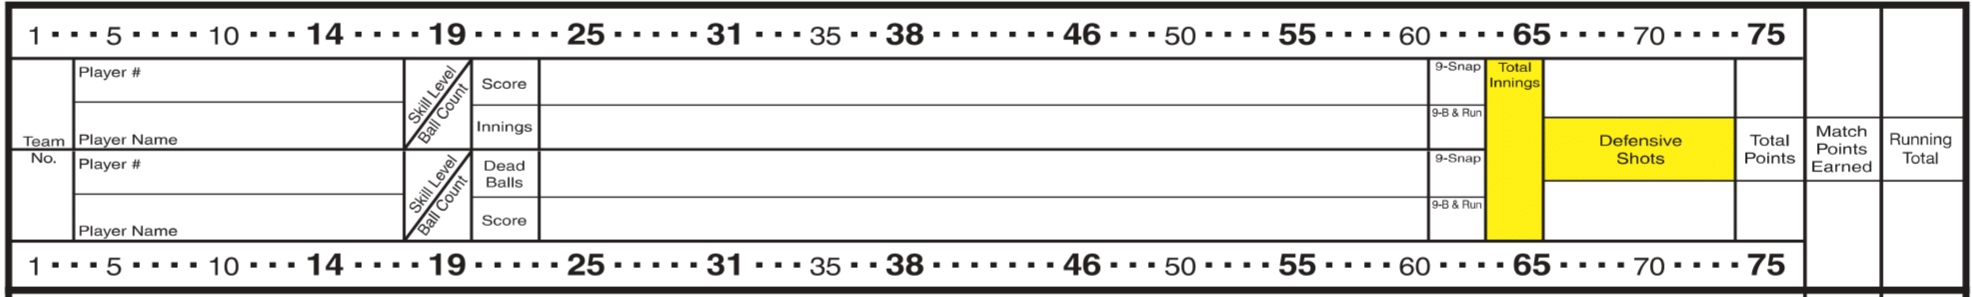 1 · · · 5 · · · · 10 · · · 14 · · · · 19 · · · · · 25 · · · · · 31 · · · 35 · · 38 · · · · · · · 46 · · · 50 · · · · 55 · · · · 60 · · · · 65 · · · · 70 · · · · 75
Team
No.
Player #
Player Name
Skill Level
Ball Count
Score
Innings
9-Snap
9-B & Run
Player #
Player Name
Skill Level
Ball Count
Dead
Balls
Score
9-Snap
9-B & Run
Total
Innings
Defensive
Shots
Total
Points
Match
Points
Earned
Running
Total
1 · · · 5 · · · · 10 · · · 14 · · · · 19 · · · · · 25 · · · · · 31 · · · 35 · · 38 · · · · · · · 46 · · · 50 · · · · 55 · · · · 60 · · · · 65 · · · · 70 · · · · 75